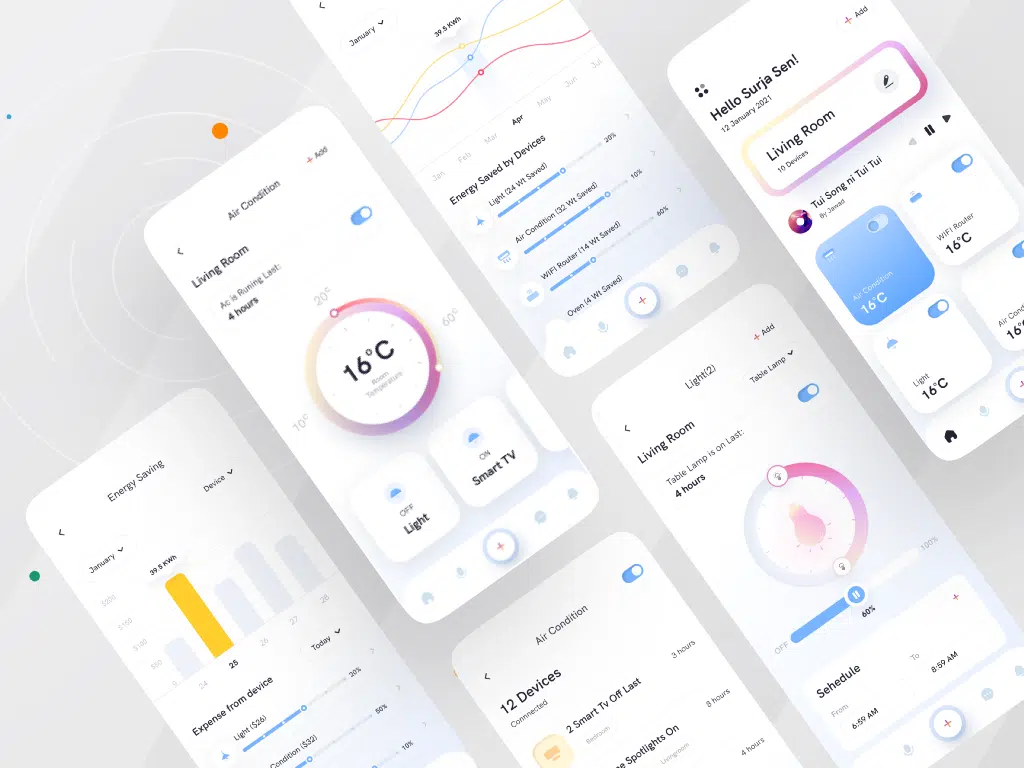 January
39.5 KWh
Jan
Feb
Mar
Apr
May
Jun
Jul
Energy Saved by Devices
Light (24 Wt Saved)
20%
Air Condition (32 Wt Saved)
10%
WIFI Router (14 Wt Saved)
60%
Oven (4 Wt Saved)
+ Add
Hello Surja Sen!
12 January 2021
Living Room
10 Devices
Tui Song ni Tui Tui
By Jawad
Air Condition
16°C
WIFI Router
16°C
Light
16°C
Air Con
16°
+ Add
Air Condition
Living Room
Ac is Runing Last:
4 hours
20°
60°
10°
16°C
Room
Temperature
OFF
Light
ON
Smart TV
Energy Saving
Device
January
39.5 KWh
$200
$100
$100
$50
24
25
26
27
28
Today
Expense from device
Light ($26)
20%
Condition ($32)
50%
10%
+ Add
Light(2)
Table Lamp
Living Room
Table Lamp is on Last:
4 hours
OFF
60%
100%
Sehedule
From
6:59 AM
To
8:59 AM
Air Condition
12 Devices
Connnected
3 hours
2 Smart Tv Off Last
Bedroom
8 hours
e Spotlights On
Livingroom
4 hours